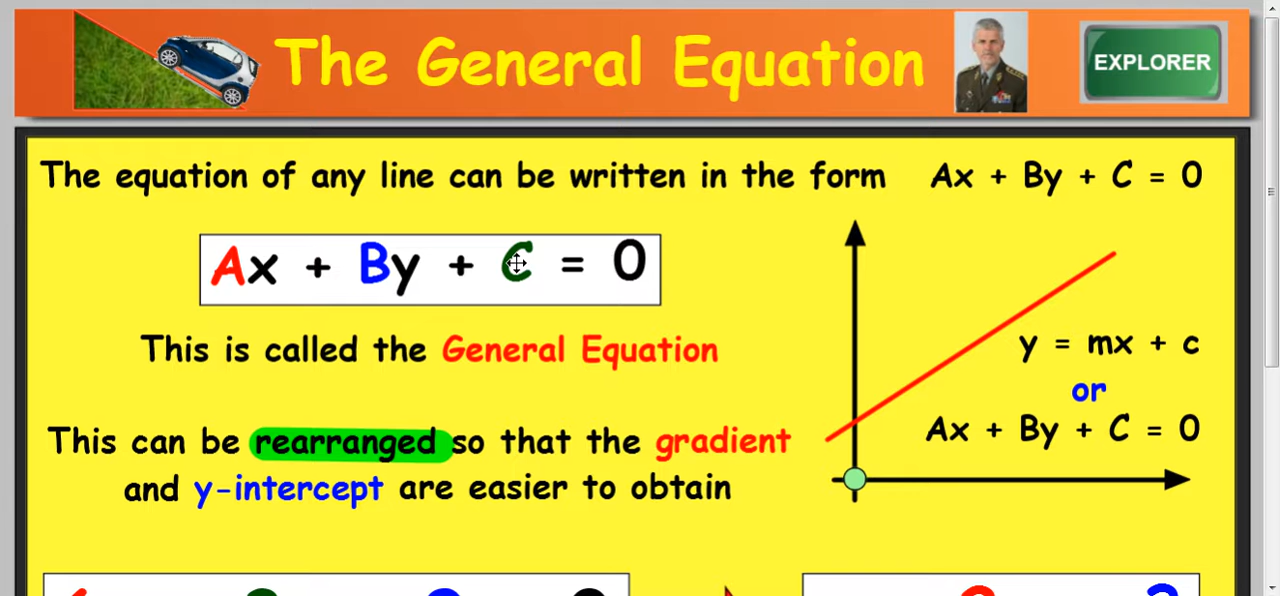 The General Equation
EXPLORER
The equation of any line can be written in the form Ax + By + C = 0
Ax + By + C = 0
This is called the General Equation
y = mx + c
or
Ax + By + C = 0
This can be rearranged so that the gradient
and y-intercept are easier to obtain